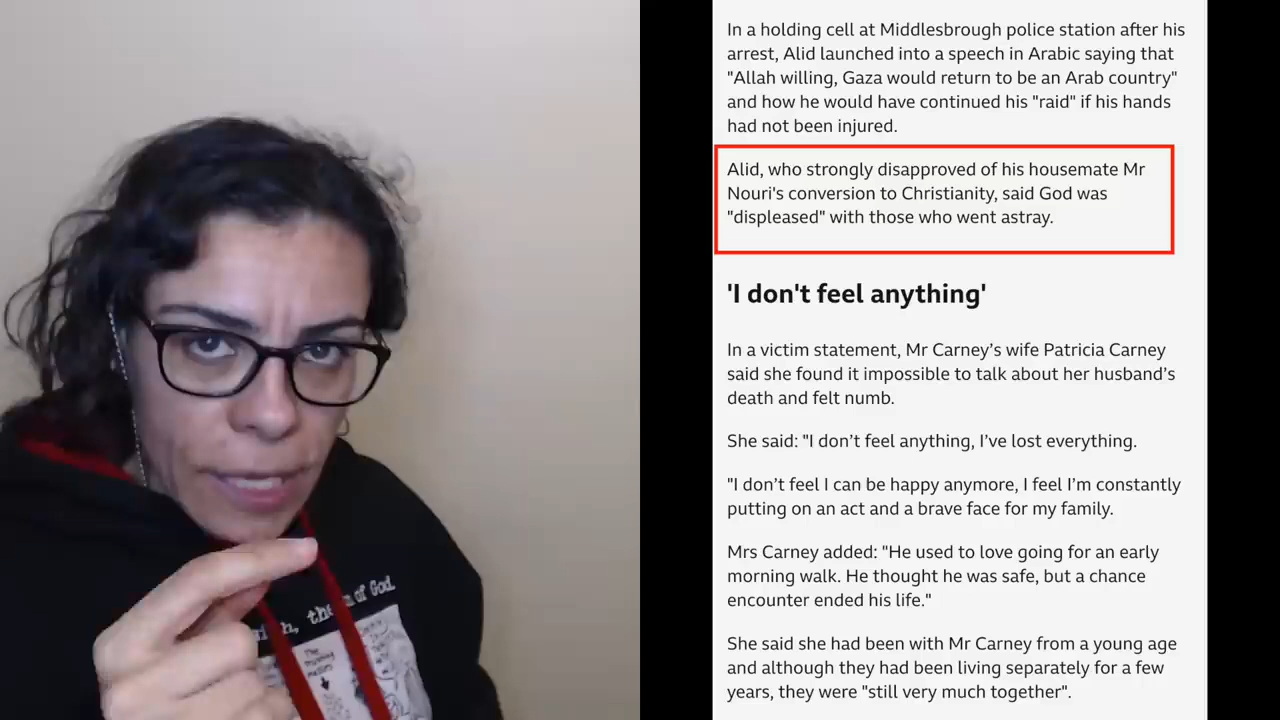 In a holding cell at Middlesbrough police station after his
arrest, Alid launched into a speech in Arabic saying that
"Allah willing, Gaza would return to be an Arab country"
and how he would have continued his "raid" if his hands
had not been injured.
Alid, who strongly disapproved of his housemate Mr
Nouri's conversion to Christianity, said God was
"displeased" with those who went astray.
'I don't feel anything'
In a victim statement, Mr Carney’s wife Patricia Carney
said she found it impossible to talk about her husband’s
death and felt numb.
She said: "I don’t feel anything, I’ve lost everything.
"I don’t feel I can be happy anymore, I feel I’m constantly
putting on an act and a brave face for my family.
Mrs Carney added: "He used to love going for an early
morning walk. He thought he was safe, but a chance
encounter ended his life."
She said she had been with Mr Carney from a young age
and although they had been living separately for a few
years, they were "still very much together".
of God.
The